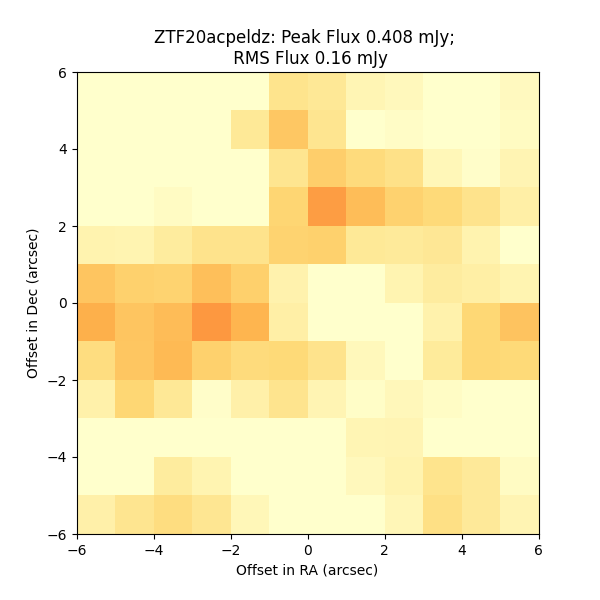 ZTF20acpeldz: Peak Flux 0.408 mJy;
RMS Flux 0.16 mJy
6
4
2
0
−2
−4
−6
Offset in Dec (arcsec)
−6 −4 −2 0 2 4 6
Offset in RA (arcsec)